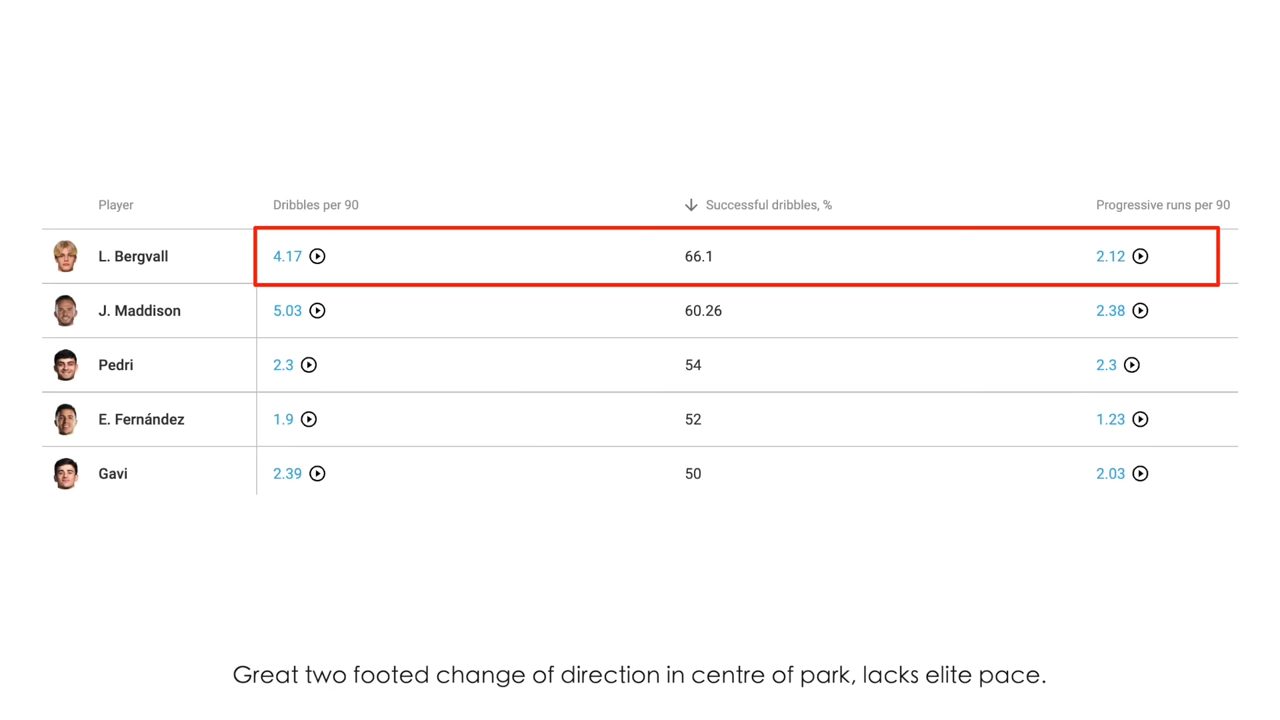 Player Dribbles per 90 Successful dribbles, % Progressive runs per 90
L. Bergvall 4.17 66.1 2.12
J. Maddison 5.03 60.26 2.38
Pedri 2.3 54 2.3
E. Fernández 1.9 52 1.23
Gavi 2.39 50 2.03
Great two footed change of direction in centre of park, lacks elite pace.